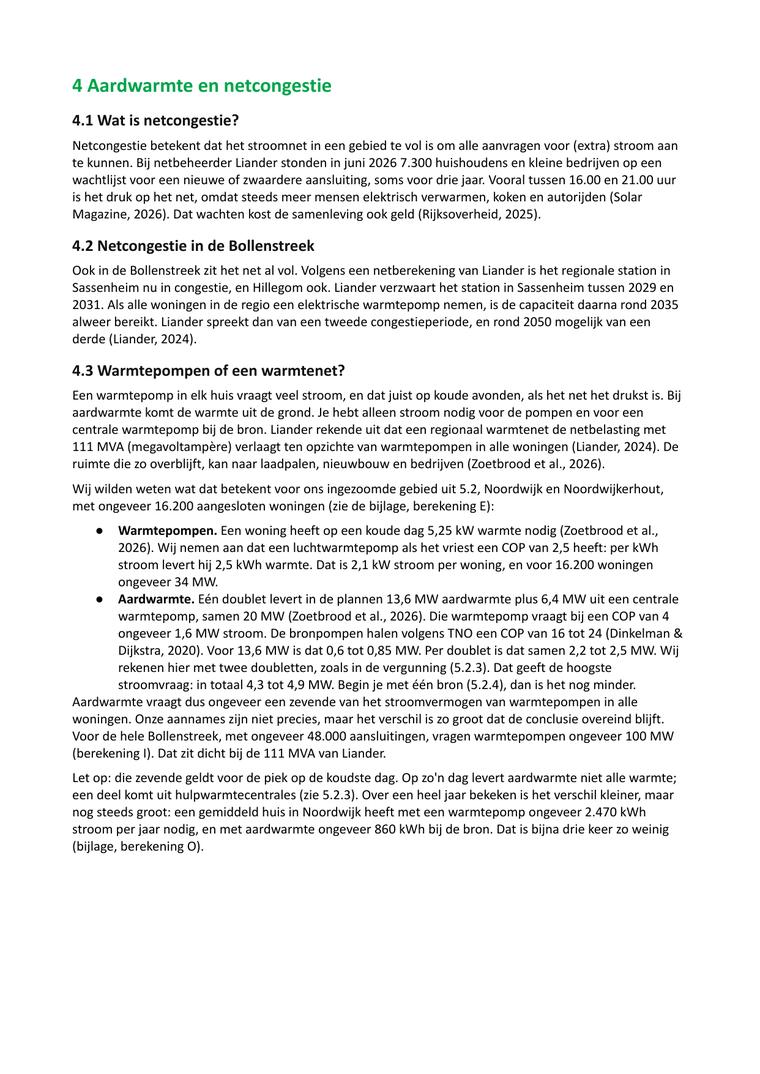 4 Aardwarmte en netcongestie
4.1 Wat is netcongestie?
Netcongestie betekent dat het stroomnet in een gebied te vol is om alle aanvragen voor (extra) stroom aan
te kunnen. Bij netbeheerder Liander stonden in juni 2026 7.300 huishoudens en kleine bedrijven op een
wachtlijst voor een nieuwe of zwaardere aansluiting, soms voor drie jaar. Vooral tussen 16.00 en 21.00 uur
is het druk op het net, omdat steeds meer mensen elektrisch verwarmen, koken en autorijden (Solar
Magazine, 2026). Dat wachten kost de samenleving ook geld (Rijksoverheid, 2025).
4.2 Netcongestie in de Bollenstreek
Ook in de Bollenstreek zit het net al vol. Volgens een netberekening van Liander is het regionale station in
Sassenheim nu in congestie, en Hillegom ook. Liander verzwaart het station in Sassenheim tussen 2029 en
2031. Als alle woningen in de regio een elektrische warmtepomp nemen, is de capaciteit daarna rond 2035
alweer bereikt. Liander spreekt dan van een tweede congestieperiode, en rond 2050 mogelijk van een
derde (Liander, 2024).
4.3 Warmtepompen of een warmtenet?
Een warmtepomp in elk huis vraagt veel stroom, en dat juist op koude avonden, als het net het drukst is. Bij
aardwarmte komt de warmte uit de grond. Je hebt alleen stroom nodig voor de pompen en voor een
centrale warmtepomp bij de bron. Liander rekende uit dat een regionaal warmtenet de netbelasting met
111 MVA (megavoltampère) verlaagt ten opzichte van warmtepompen in alle woningen (Liander, 2024). De
ruimte die zo overblijft, kan naar laadpalen, nieuwbouw en bedrijven (Zoetbrood et al., 2026).
Wij wilden weten wat dat betekent voor ons ingezoomde gebied uit 5.2, Noordwijk en Noordwijkerhout,
met ongeveer 16.200 aangesloten woningen (zie de bijlage, berekening E):
● Warmtepompen. Een woning heeft op een koude dag 5,25 kW warmte nodig (Zoetbrood et al.,
2026). Wij nemen aan dat een luchtwarmtepomp als het vriest een COP van 2,5 heeft: per kWh
stroom levert hij 2,5 kWh warmte. Dat is 2,1 kW stroom per woning, en voor 16.200 woningen
ongeveer 34 MW.
● Aardwarmte. Eén doublet levert in de plannen 13,6 MW aardwarmte plus 6,4 MW uit een centrale
warmtepomp, samen 20 MW (Zoetbrood et al., 2026). Die warmtepomp vraagt bij een COP van 4
ongeveer 1,6 MW stroom. De bronpompen halen volgens TNO een COP van 16 tot 24 (Dinkelman &
Dijkstra, 2020). Voor 13,6 MW is dat 0,6 tot 0,85 MW. Per doublet is dat samen 2,2 tot 2,5 MW. Wij
rekenen hier met twee doubletten, zoals in de vergunning (5.2.3). Dat geeft de hoogste
stroomvraag: in totaal 4,3 tot 4,9 MW. Begin je met één bron (5.2.4), dan is het nog minder.
Aardwarmte vraagt dus ongeveer een zevende van het stroomvermogen van warmtepompen in alle
woningen. Onze aannames zijn niet precies, maar het verschil is zo groot dat de conclusie overeind blijft.
Voor de hele Bollenstreek, met ongeveer 48.000 aansluitingen, vragen warmtepompen ongeveer 100 MW
(berekening I). Dat zit dicht bij de 111 MVA van Liander.
Let op: die zevende geldt voor de piek op de koudste dag. Op zo'n dag levert aardwarmte niet alle warmte;
een deel komt uit hulpwarmtecentrales (zie 5.2.3). Over een heel jaar bekeken is het verschil kleiner, maar
nog steeds groot: een gemiddeld huis in Noordwijk heeft met een warmtepomp ongeveer 2.470 kWh
stroom per jaar nodig, en met aardwarmte ongeveer 860 kWh bij de bron. Dat is bijna drie keer zo weinig
(bijlage, berekening O).